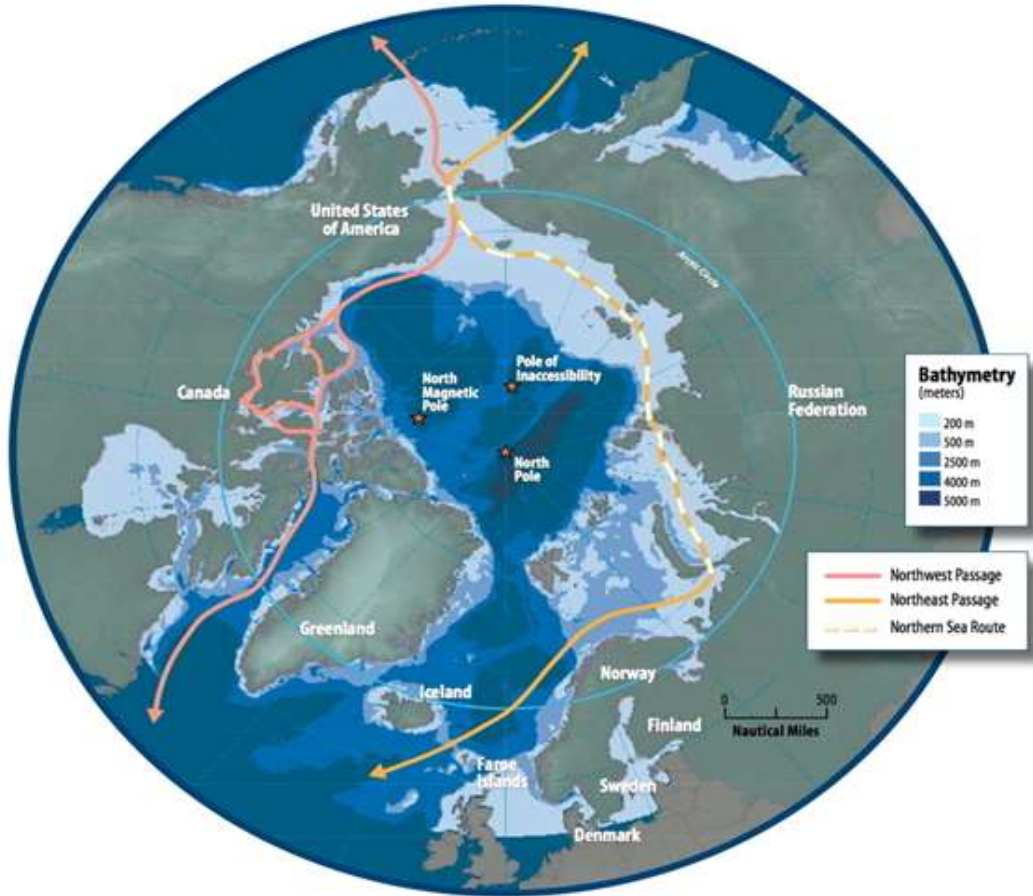 United States
of America
Arctic Circle
Canada
North
Magnetic
Pole
Pole of
Inaccessibility
North
Pole
Russian
Federation
Greenland
Iceland
Norway
Finland
Faroe
Islands
Sweden
Denmark
0 500
Nautical Miles
Bathymetry
(meters)
200 m
500 m
2500 m
4000 m
5000 m
Northwest Passage
Northeast Passage
Northern Sea Route